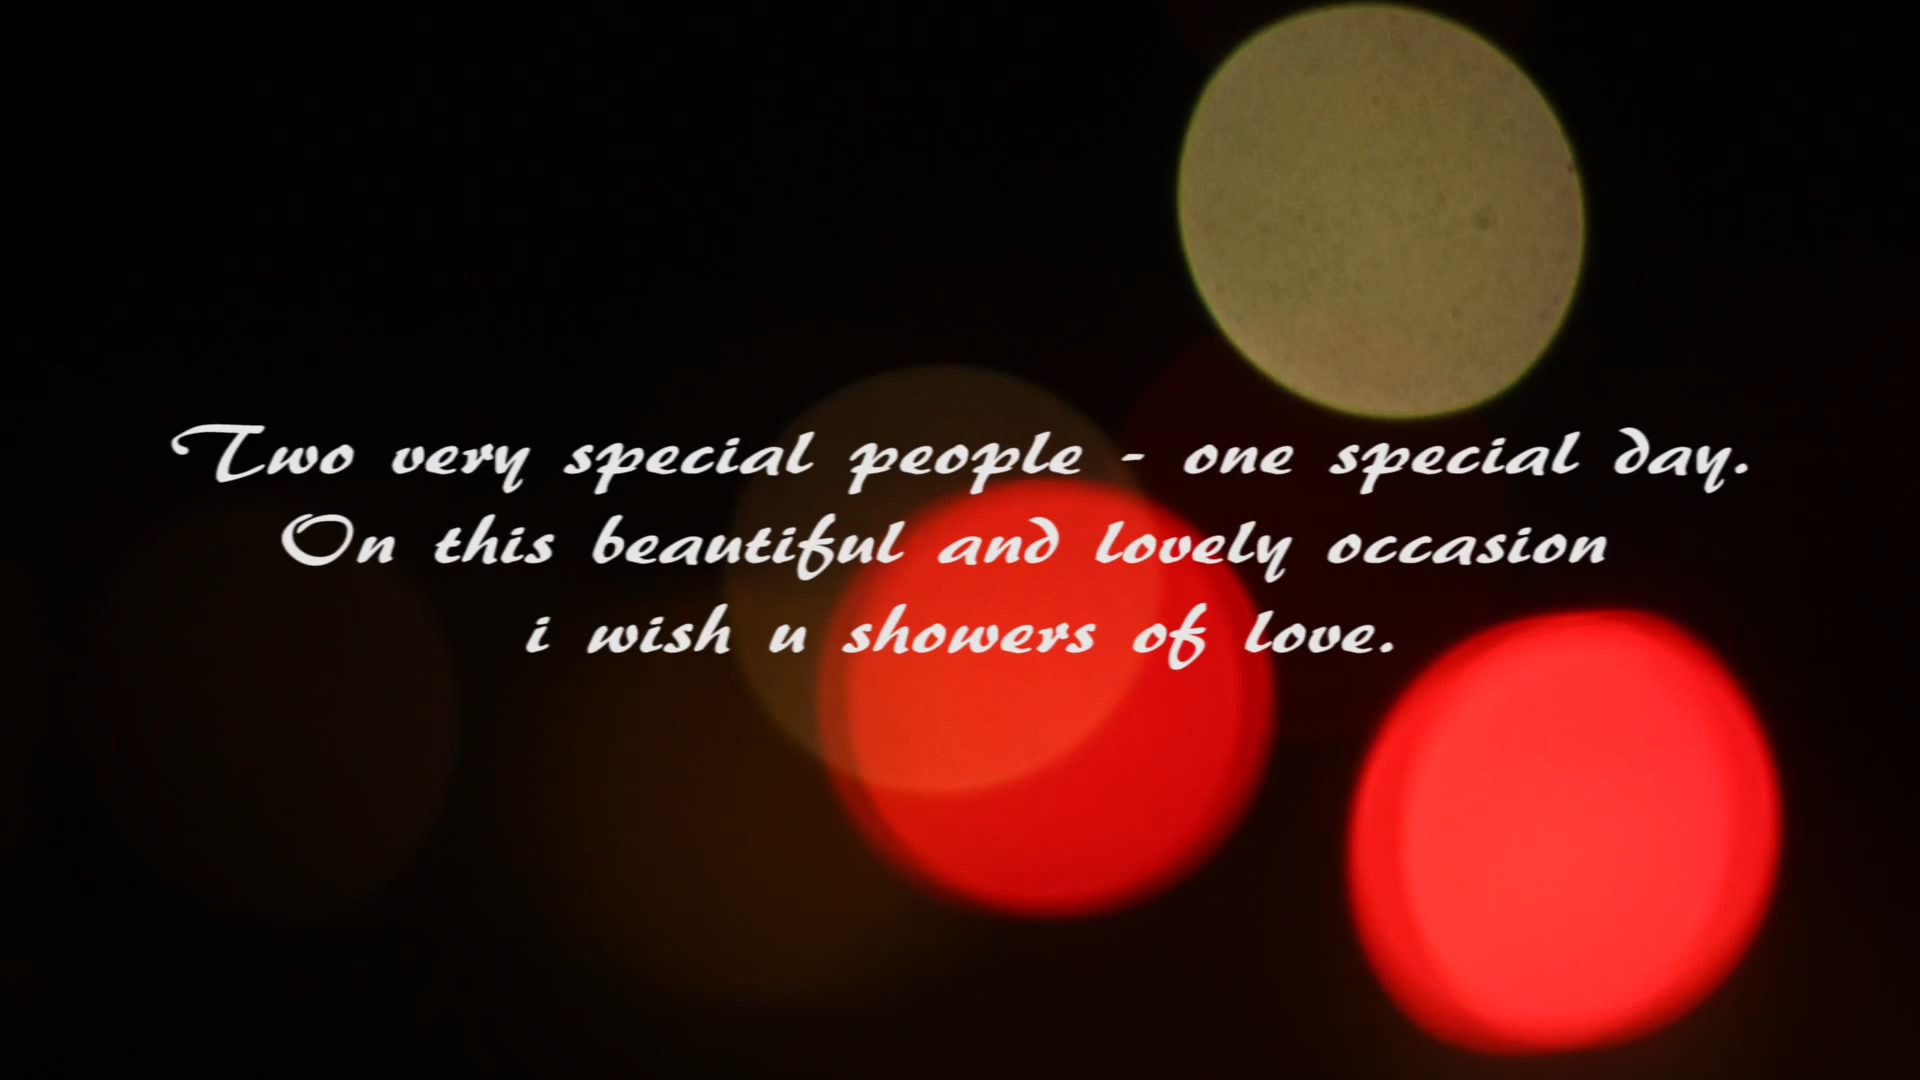 Two very special people - one special day.
On this beautiful and lovely occasion
i wish u showers of love.